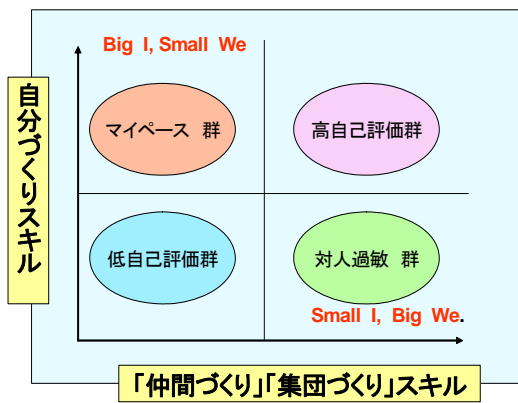 Big I, Small We
自分づくりスキル
マイペース 群
高自己評価群
低自己評価群
対人過敏 群
Small I, Big We.
「仲間づくり」「集団づくり」スキル